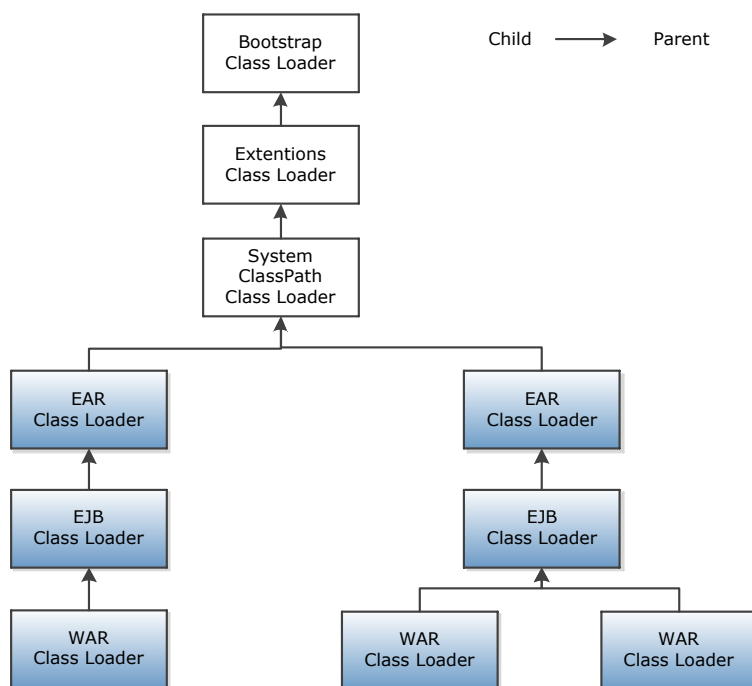 Bootstrap
Class Loader
Child
Parent
Extentions
Class Loader
System
ClassPath
Class Loader
EAR
Class Loader
EAR
Class Loader
EJB
Class Loader
EJB
Class Loader
WAR
Class Loader
WAR
Class Loader
WAR
Class Loader